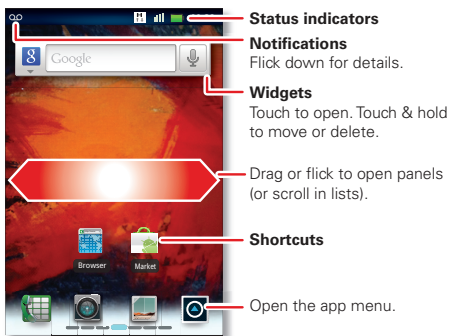 Status indicators
Notifications
Flick down for details.
Google
Widgets
Touch to open. Touch & hold
to move or delete.
Drag or flick to open panels
(or scroll in lists).
Shortcuts
Browser
Market
Open the app menu.